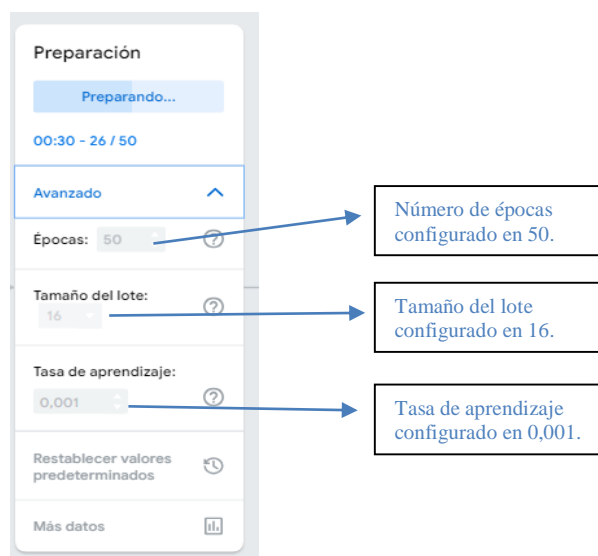 Preparación
Preparando...
00:30 - 26 / 50
Avanzado
Épocas: 50
Tamaño del lote:
16
Tasa de aprendizaje:
0,001
Restablecer valores
predeterminados
Más datos
Número de épocas
configurado en 50.
Tamaño del lote
configurado en 16.
Tasa de aprendizaje
configurado en 0,001.